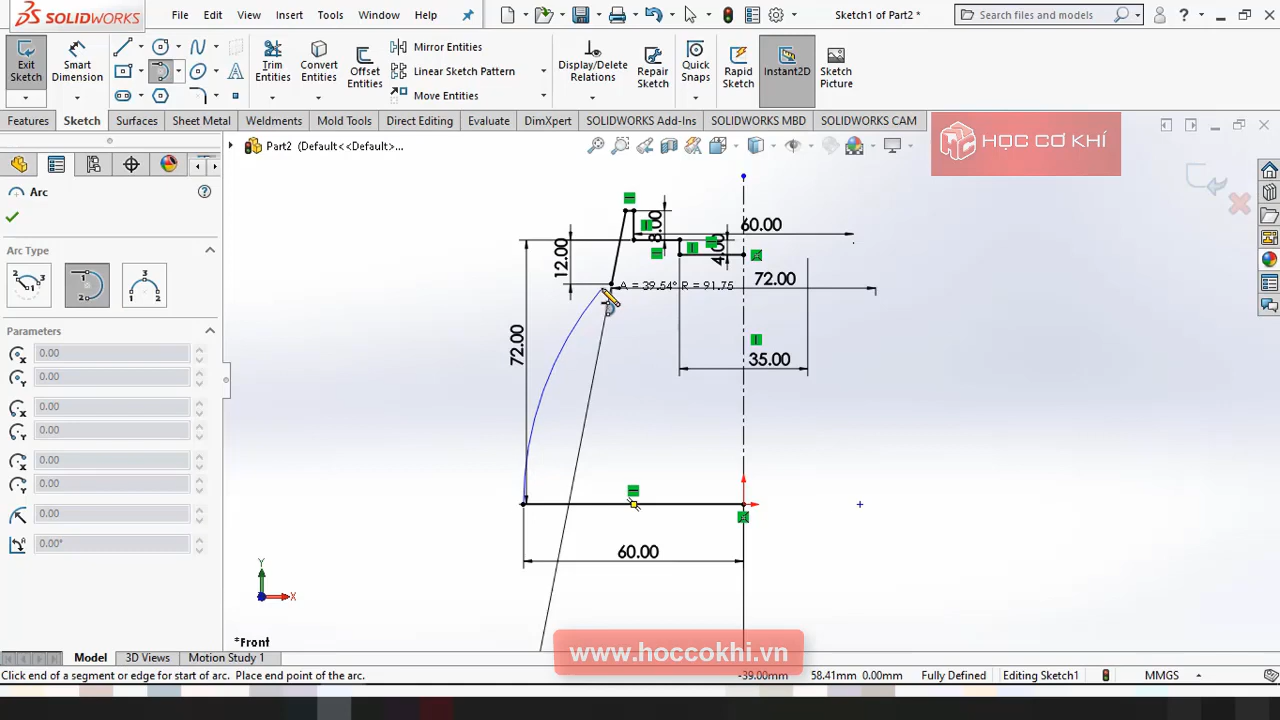 SOLIDWORKS
File Edit View Insert Tools Window Help
Sketch1 of Part2 *
Search files and models
Exit Sketch
Smart Dimension
Trim Entities
Convert Entities
Offset Entities
Mirror Entities
Linear Sketch Pattern
Move Entities
Display/Delete Relations
Repair Sketch
Quick Snaps
Rapid Sketch
Instant2D
Sketch Picture
Features Sketch Surfaces Sheet Metal Weldments Mold Tools Direct Editing Evaluate DimXpert SOLIDWORKS Add-Ins SOLIDWORKS MBD SOLIDWORKS CAM
HỌC CƠ KHÍ
Part2 (Default<<Default>...
Arc
Arc Type
Parameters
0.00
0.00
0.00
0.00
0.00
0.00
0.00
0.00°
8.00
60.00
12.00
4.00
72.00
A = 39.54° R = 91.75
72.00
35.00
60.00
Y
X
*Front
www.hoccokhi.vn
Model 3D Views Motion Study 1
Click end of a segment or edge for start of arc. Place end point of the arc.
-39.00mm 58.41mm 0.00mm Fully Defined Editing Sketch1 MMGS